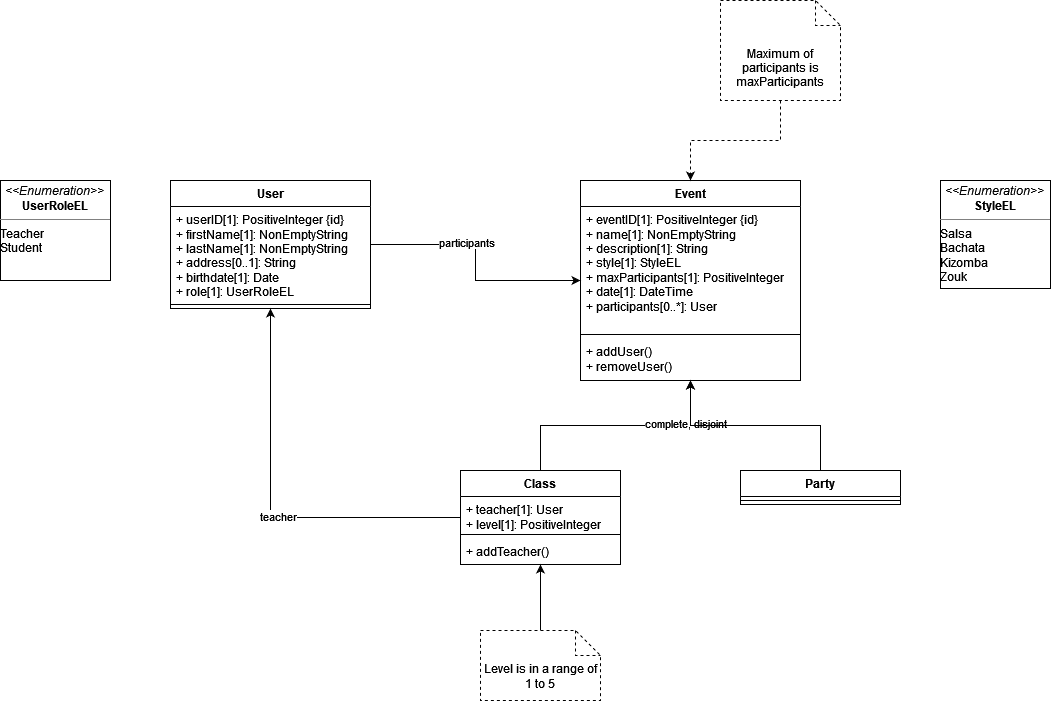 Maximum of
participants is
maxParticipants
<<Enumeration>>
UserRoleEL
Teacher
Student
User
+ userID[1]: PositiveInteger {id}
+ firstName[1]: NonEmptyString
+ lastName[1]: NonEmptyString
+ address[0..1]: String
+ birthdate[1]: Date
+ role[1]: UserRoleEL
participants
Event
+ eventID[1]: PositiveInteger {id}
+ name[1]: NonEmptyString
+ description[1]: String
+ style[1]: StyleEL
+ maxParticipants[1]: PositiveInteger
+ date[1]: DateTime
+ participants[0..*]: User
+ addUser()
+ removeUser()
<<Enumeration>>
StyleEL
Salsa
Bachata
Kizomba
Zouk
complete, disjoint
Class
+ teacher[1]: User
+ level[1]: PositiveInteger
+ addTeacher()
Party
teacher
Level is in a range of
1 to 5